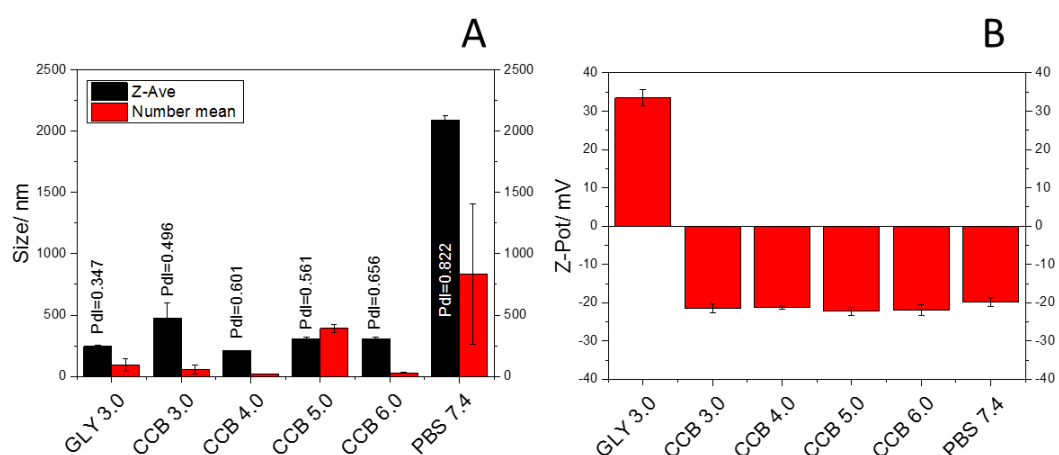 A
B
2500
2000
1500
1000
500
0
Size/ nm
Z-Ave
Number mean
PdI=0.347
PdI=0.496
PdI=0.601
PdI=0.561
PdI=0.656
PdI=0.822
2500
2000
1500
1000
500
0
GLY 3.0
CCB 3.0
CCB 4.0
CCB 5.0
CCB 6.0
PBS 7.4
40
30
20
10
0
-10
-20
-30
-40
Z-Pot/ mV
40
30
20
10
0
-10
-20
-30
-40
GLY 3.0
CCB 3.0
CCB 4.0
CCB 5.0
CCB 6.0
PBS 7.4